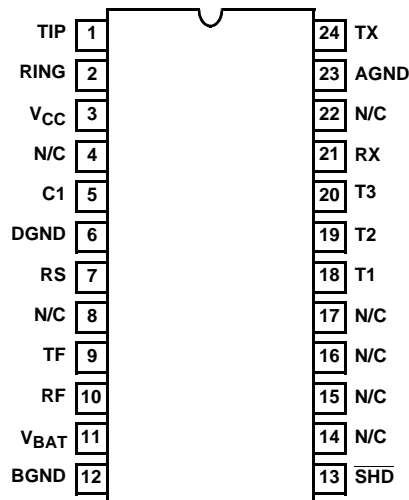 TIP 1 24 TX
RING 2 23 AGND
VCC 3 22 N/C
N/C 4 21 RX
C1 5 20 T3
DGND 6 19 T2
RS 7 18 T1
N/C 8 17 N/C
TF 9 16 N/C
RF 10 15 N/C
VBAT 11 14 N/C
BGND 12 13 S̅H̅D̅